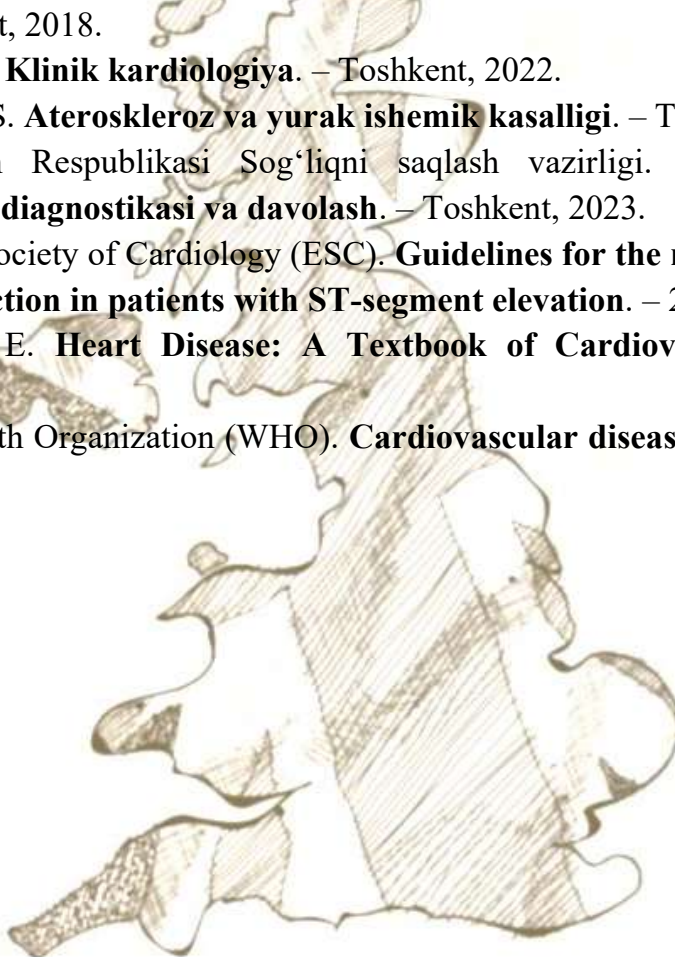 t, 2018.
Klinik kardiologiya. – Toshkent, 2022.
S. Ateroskleroz va yurak ishemik kasalligi. – T
Respublikasi Sog‘liqni saqlash vazirligi.
diagnostikasi va davolash. – Toshkent, 2023.
ociety of Cardiology (ESC). Guidelines for the
ction in patients with ST-segment elevation. – 2
E. Heart Disease: A Textbook of Cardiov
th Organization (WHO). Cardiovascular diseas